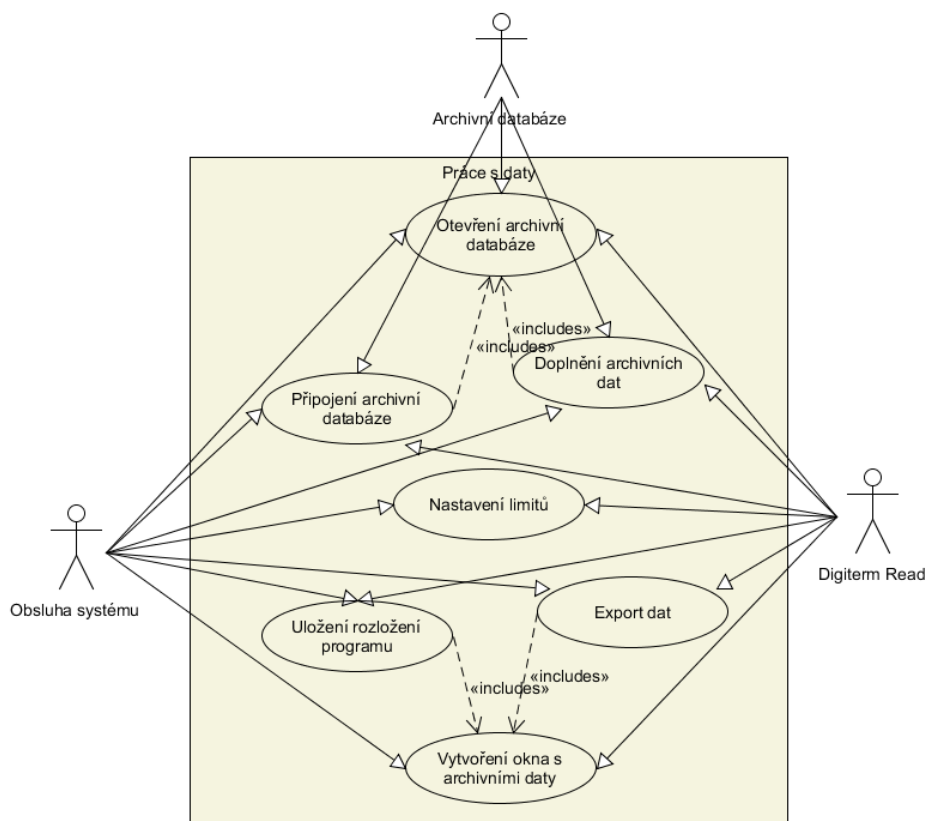 Archivní databáze
Práce s daty
Otevření archivní
databáze
«includes»
«includes»
Doplnění archivních
dat
Připojení archivní
databáze
Nastavení limitů
Obsluha systému
Digiterm Read
Uložení rozložení
programu
Export dat
«includes»
«includes»
Vytvoření okna s
archivními daty